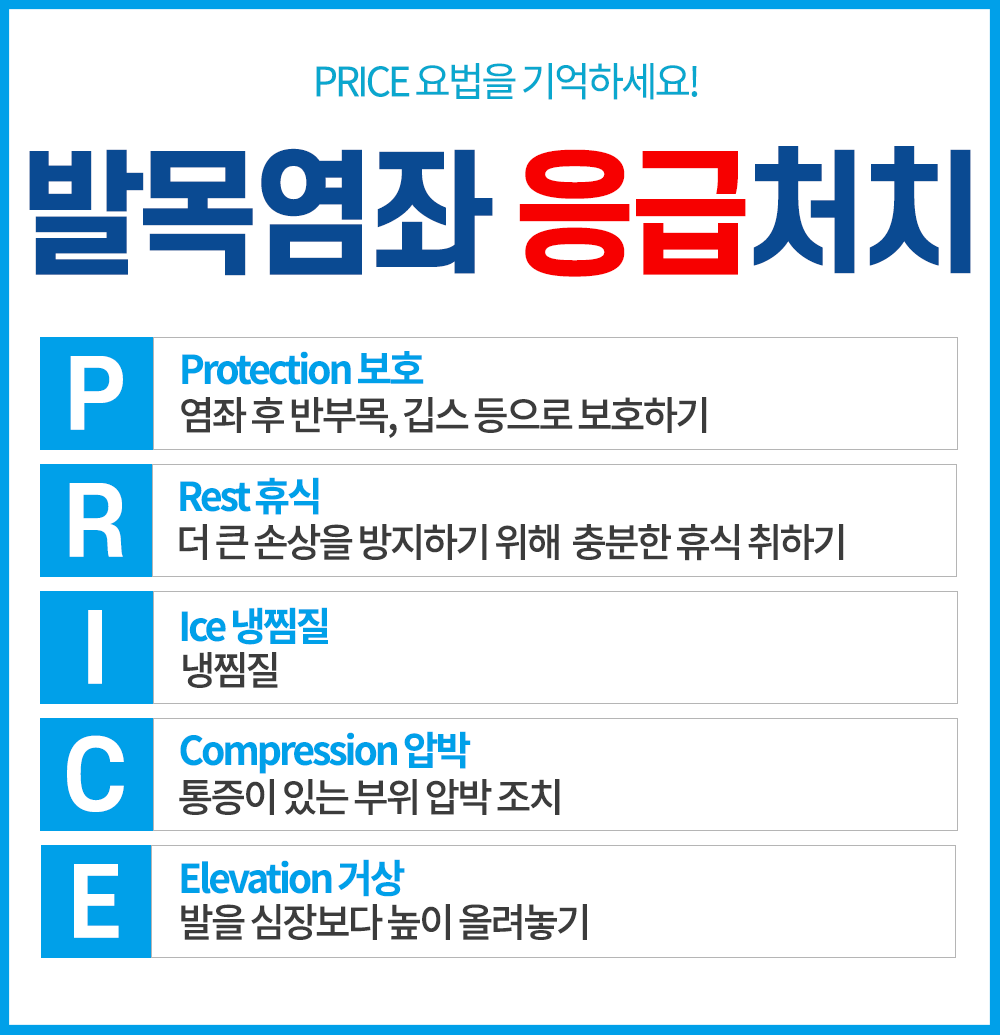 PRICE 요법을 기억하세요!
발목염좌 응급처치
P
Protection 보호
염좌 후 반부목, 깁스 등으로 보호하기
R
Rest 휴식
더 큰 손상을 방지하기 위해 충분한 휴식 취하기
I
Ice 냉찜질
냉찜질
C
Compression 압박
통증이 있는 부위 압박 조치
E
Elevation 거상
발을 심장보다 높이 올려놓기